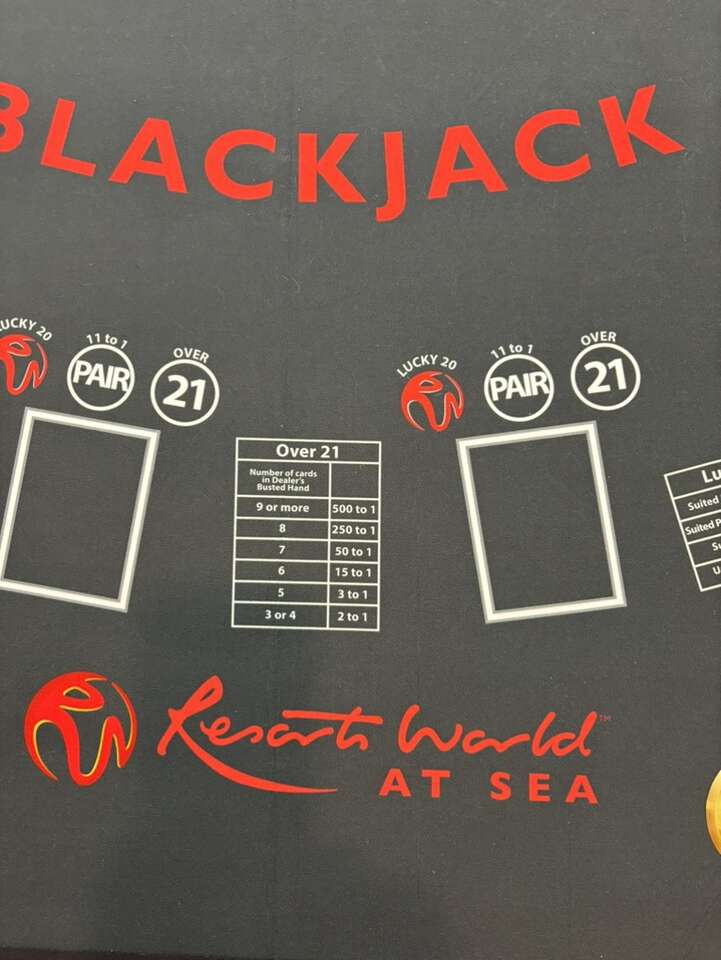 BLACKJACK
LUCKY 20
11 to 1
PAIR
OVER
21
LUCKY 20
11 to 1
PAIR
OVER
21
Over 21
Number of cards
in Dealer's
Busted Hand
9 or more 500 to 1
8 250 to 1
7 50 to 1
6 15 to 1
5 3 to 1
3 or 4 2 to 1
Suited
Suited
Resorts World™
AT SEA